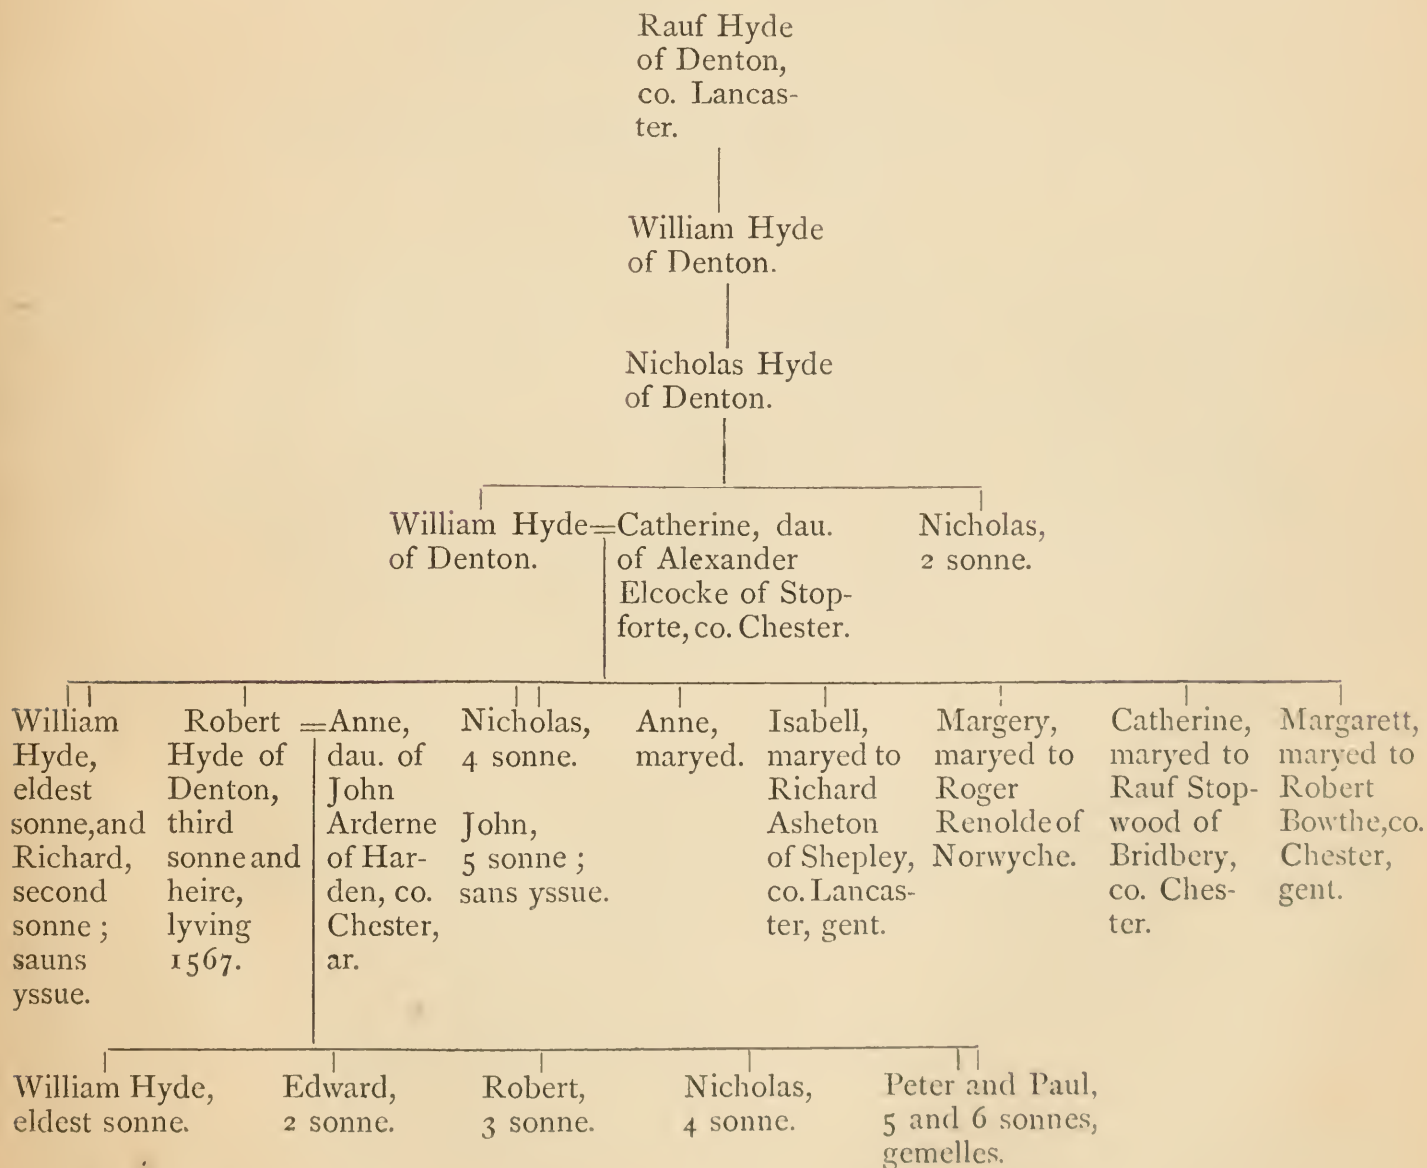 Rauf Hyde
of Denton,
co. Lancas-
ter.
William Hyde
of Denton.
Nicholas Hyde
of Denton.
William Hyde=Catherine, dau.
of Denton.
of Alexander
Elcocke of Stop-
forte, co. Chester.
Nicholas,
2 sonne.
William
Hyde,
eldest
sonne, and
Richard,
second
sonne ;
sauns
yssue.
Robert =Anne,
Hyde of
Denton,
third
sonne and
heire,
lyving
1567.
dau. of
John
Arderne
of Har-
den, co.
Chester,
ar.
Nicholas,
4 sonne.
John,
5 sonne ;
sans yssue.
Anne,
maryed.
Isabell,
maryed to
Richard
Asheton
of Shepley,
co. Lancas-
ter, gent.
Margery,
maryed to
Roger
Renolde of
Norwyche.
Catherine,
maryed to
Rauf Stop-
wood of
Bridbery,
co. Ches-
ter.
Margarett,
maryed to
Robert
Bowthe, co.
Chester,
gent.
William Hyde,
eldest sonne.
Edward,
2 sonne.
Robert,
3 sonne.
Nicholas,
4 sonne.
Peter and Paul,
5 and 6 sonnes,
gemelles.